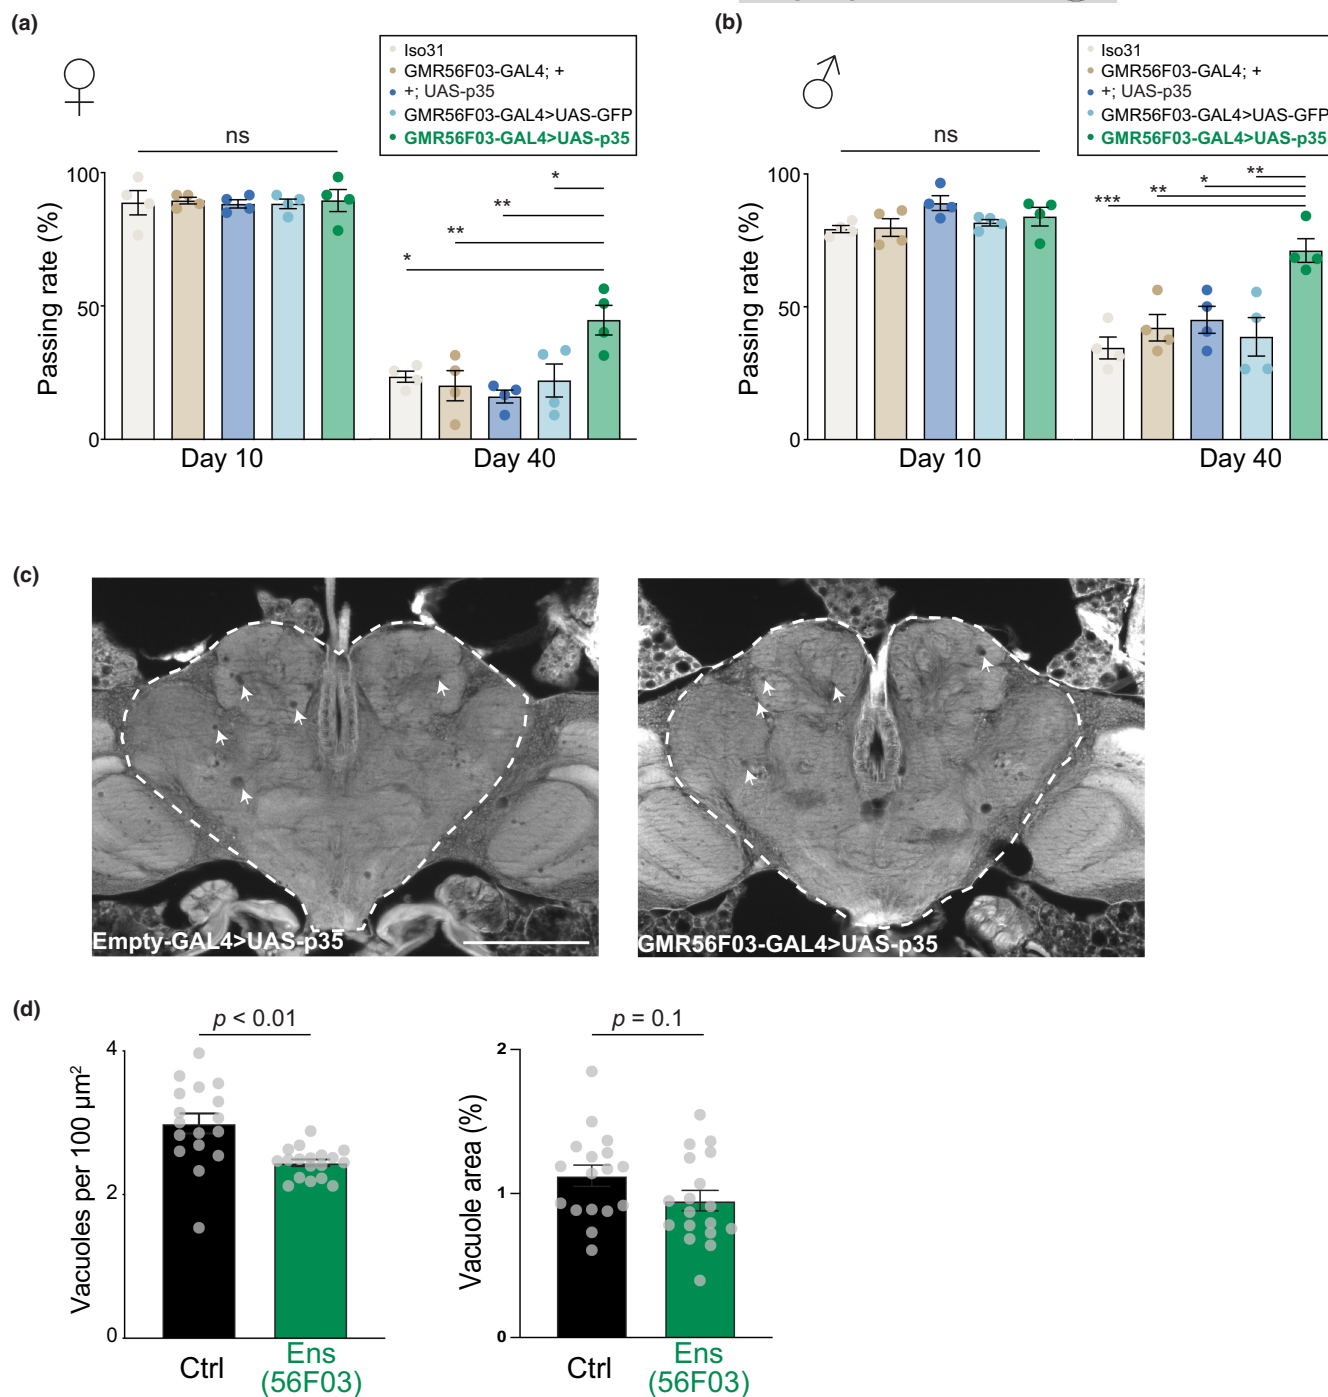 (a)
Iso31
GMR56F03-GAL4; +
+; UAS-p35
GMR56F03-GAL4>UAS-GFP
GMR56F03-GAL4>UAS-p35
ns
*
**
**
*
Passing rate (%)
100
50
0
Day 10
Day 40
(b)
Iso31
GMR56F03-GAL4; +
+; UAS-p35
GMR56F03-GAL4>UAS-GFP
GMR56F03-GAL4>UAS-p35
ns
**
*
**
***
Passing rate (%)
100
50
0
Day 10
Day 40
(c)
Empty-GAL4>UAS-p35
GMR56F03-GAL4>UAS-p35
(d)
p < 0.01
Vacuoles per 100 µm²
4
2
0
Ctrl
Ens
(56F03)
p = 0.1
Vacuole area (%)
2
1
0
Ctrl
Ens
(56F03)